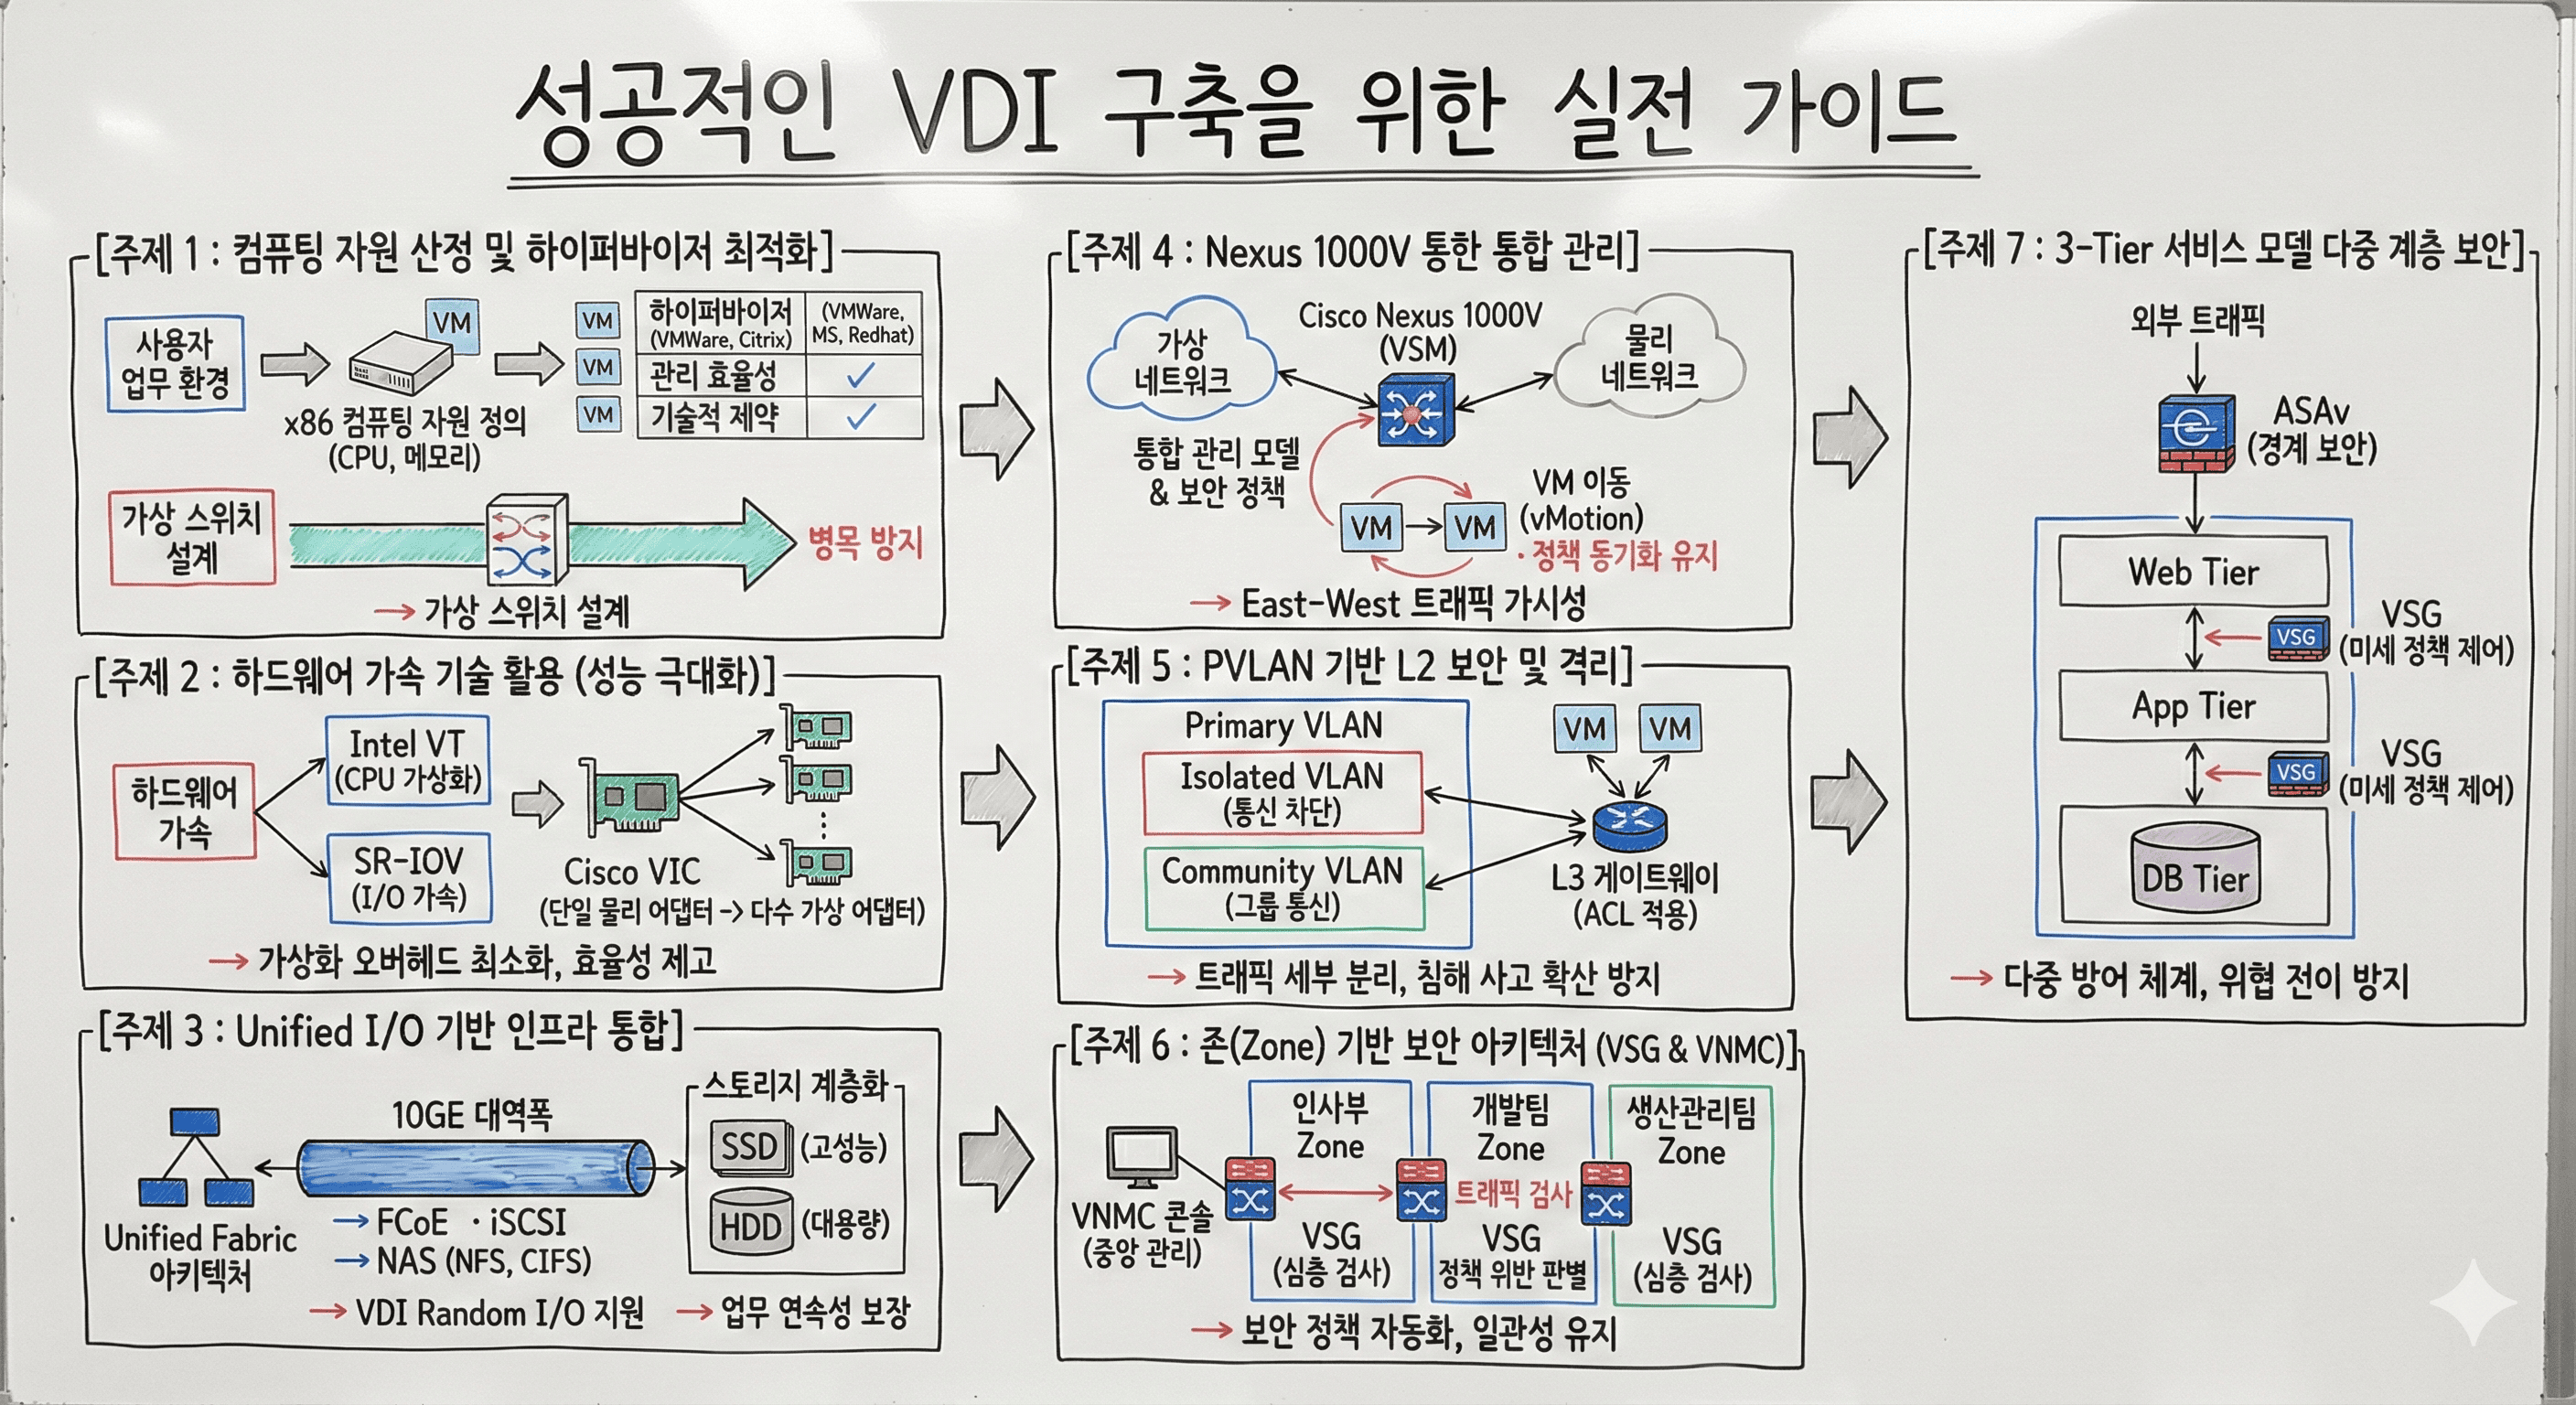 성공적인 VDI 구축을 위한 실전 가이드
[주제 1 : 컴퓨팅 자원 산정 및 하이퍼바이저 최적화]
사용자
업무 환경
VM
x86 컴퓨팅 자원 정의
(CPU, 메모리)
VM
VM
VM
하이퍼바이저
(VMWare, Citrix)
(VMWare,
MS, Redhat)
관리 효율성 ✓
기술적 제약 ✓
가상 스위치
설계
병목 방지
→ 가상 스위치 설계
[주제 2 : 하드웨어 가속 기술 활용 (성능 극대화)]
하드웨어
가속
Intel VT
(CPU 가상화)
SR-IOV
(I/O 가속)
Cisco VIC
(단일 물리 어댑터 -> 다수 가상 어댑터)
→ 가상화 오버헤드 최소화, 효율성 제고
[주제 3 : Unified I/O 기반 인프라 통합]
Unified Fabric
아키텍처
10GE 대역폭
→ FCoE · iSCSI
→ NAS (NFS, CIFS)
스토리지 계층화
SSD (고성능)
HDD (대용량)
→ VDI Random I/O 지원 → 업무 연속성 보장
[주제 4 : Nexus 1000V 통한 통합 관리]
가상
네트워크
Cisco Nexus 1000V
(VSM)
물리
네트워크
통합 관리 모델
& 보안 정책
VM
VM
VM 이동
(vMotion)
· 정책 동기화 유지
→ East-West 트래픽 가시성
[주제 5 : PVLAN 기반 L2 보안 및 격리]
Primary VLAN
Isolated VLAN
(통신 차단)
Community VLAN
(그룹 통신)
VM VM
L3 게이트웨이
(ACL 적용)
→ 트래픽 세부 분리, 침해 사고 확산 방지
[주제 6 : 존(Zone) 기반 보안 아키텍처 (VSG & VNMC)]
VNMC 콘솔
(중앙 관리)
인사부
Zone
VSG
(심층 검사)
개발팀
Zone
트래픽 검사
VSG
정책 위반 판별
생산관리팀
Zone
VSG
(심층 검사)
→ 보안 정책 자동화, 일관성 유지
[주제 7 : 3-Tier 서비스 모델 다중 계층 보안]
외부 트래픽
ASAv
(경계 보안)
Web Tier
VSG
VSG
(미세 정책 제어)
App Tier
VSG
VSG
(미세 정책 제어)
DB Tier
→ 다중 방어 체계, 위협 전이 방지